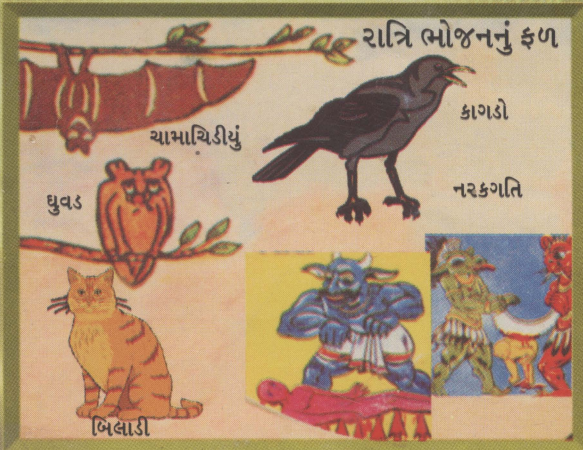 રાત્રિ ભોજનનું ફળ
કાગડો
ચામાચિડીયું
નરકગતિ
ઘુવડ
બિલાડી